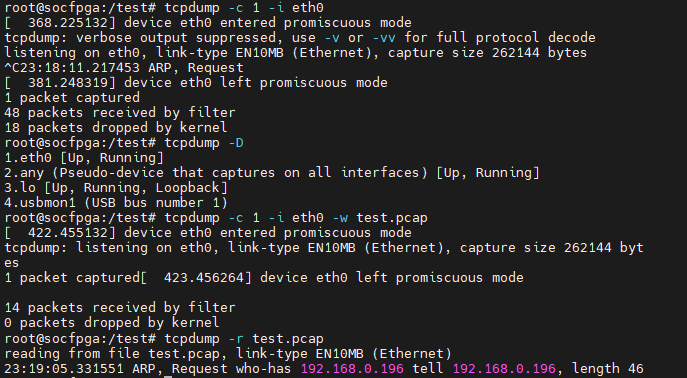 root@socfpga:/test# tcpdump -c 1 -i eth0
[  368.225132] device eth0 entered promiscuous mode
tcpdump: verbose output suppressed, use -v or -vv for full protocol decode
listening on eth0, link-type EN10MB (Ethernet), capture size 262144 bytes
^C23:18:11.217453 ARP, Request
[  381.248319] device eth0 left promiscuous mode
1 packet captured
48 packets received by filter
18 packets dropped by kernel
root@socfpga:/test# tcpdump -D
1.eth0 [Up, Running]
2.any (Pseudo-device that captures on all interfaces) [Up, Running]
3.lo [Up, Running, Loopback]
4.usbmon1 (USB bus number 1)
root@socfpga:/test# tcpdump -c 1 -i eth0 -w test.pcap
[  422.455132] device eth0 entered promiscuous mode
tcpdump: listening on eth0, link-type EN10MB (Ethernet), capture size 262144 byt
es
1 packet captured[  423.456264] device eth0 left promiscuous mode
14 packets received by filter
0 packets dropped by kernel
root@socfpga:/test# tcpdump -r test.pcap
reading from file test.pcap, link-type EN10MB (Ethernet)
23:19:05.331551 ARP, Request who-has 192.168.0.196 tell 192.168.0.196, length 46